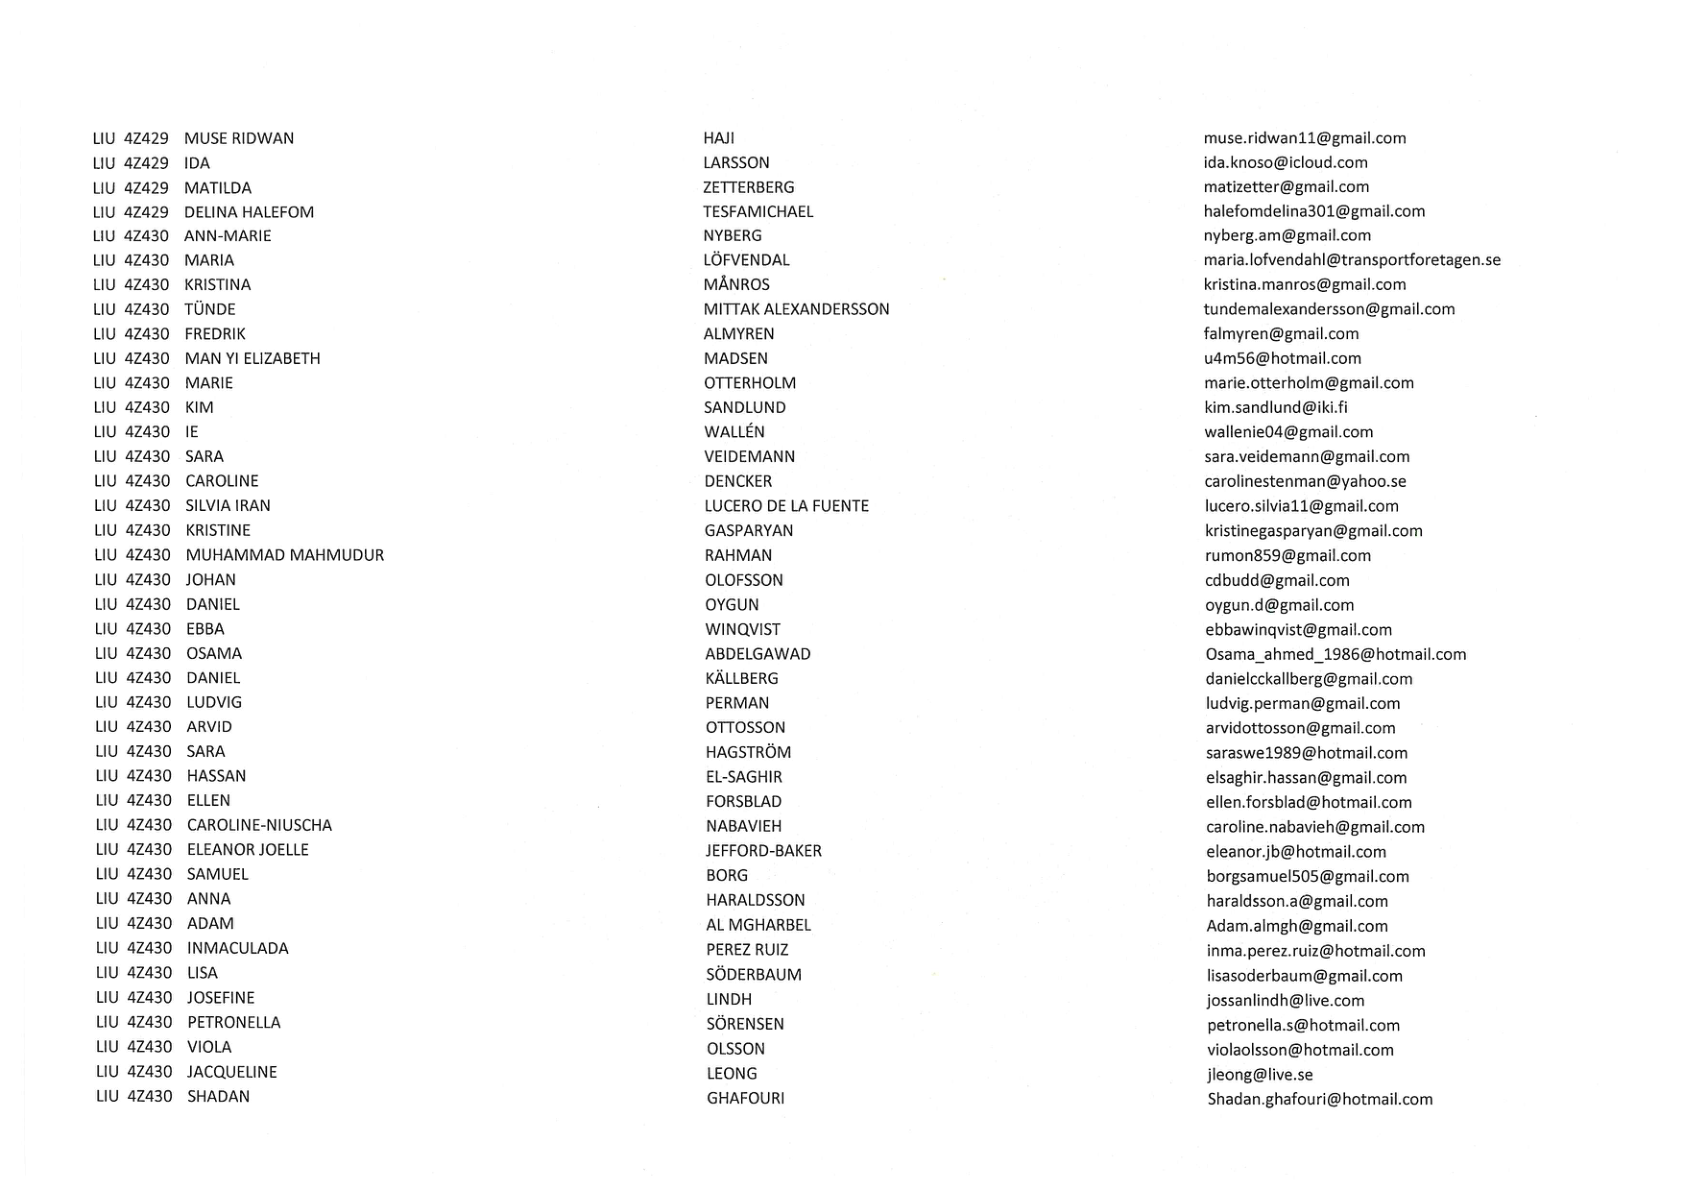 LIU 4Z429 MUSE RIDWAN HAJI muse.ridwan11@gmail.com
LIU 4Z429 IDA LARSSON ida.knoso@icloud.com
LIU 4Z429 MATILDA ZETTERBERG matizetter@gmail.com
LIU 4Z429 DELINA HALEFOM TESFAMICHAEL halefomdelina301@gmail.com
LIU 4Z430 ANN-MARIE NYBERG nyberg.am@gmail.com
LIU 4Z430 MARIA LÖFVENDAL maria.lofvendahl@transportforetagen.se
LIU 4Z430 KRISTINA MÅNROS kristina.manros@gmail.com
LIU 4Z430 TÜNDE MITTAK ALEXANDERSSON tundemalexandersson@gmail.com
LIU 4Z430 FREDRIK ALMYREN falmyren@gmail.com
LIU 4Z430 MAN YI ELIZABETH MADSEN u4m56@hotmail.com
LIU 4Z430 MARIE OTTERHOLM marie.otterholm@gmail.com
LIU 4Z430 KIM SANDLUND kim.sandlund@iki.fi
LIU 4Z430 IE WALLÉN wallenie04@gmail.com
LIU 4Z430 SARA VEIDEMANN sara.veidemann@gmail.com
LIU 4Z430 CAROLINE DENCKER carolinestenman@yahoo.se
LIU 4Z430 SILVIA IRAN LUCERO DE LA FUENTE lucero.silvia11@gmail.com
LIU 4Z430 KRISTINE GASPARYAN kristinegasparyan@gmail.com
LIU 4Z430 MUHAMMAD MAHMUDUR RAHMAN rumon859@gmail.com
LIU 4Z430 JOHAN OLOFSSON cdbudd@gmail.com
LIU 4Z430 DANIEL OYGUN oygun.d@gmail.com
LIU 4Z430 EBBA WINQVIST ebbawinqvist@gmail.com
LIU 4Z430 OSAMA ABDELGAWAD Osama_ahmed_1986@hotmail.com
LIU 4Z430 DANIEL KÄLLBERG danielcckallberg@gmail.com
LIU 4Z430 LUDVIG PERMAN ludvig.perman@gmail.com
LIU 4Z430 ARVID OTTOSSON arvidottosson@gmail.com
LIU 4Z430 SARA HAGSTRÖM saraswe1989@hotmail.com
LIU 4Z430 HASSAN EL-SAGHIR elsaghir.hassan@gmail.com
LIU 4Z430 ELLEN FORSBLAD ellen.forsblad@hotmail.com
LIU 4Z430 CAROLINE-NIUSCHA NABAVIEH caroline.nabavieh@gmail.com
LIU 4Z430 ELEANOR JOELLE JEFFORD-BAKER eleanor.jb@hotmail.com
LIU 4Z430 SAMUEL BORG borgsamuel505@gmail.com
LIU 4Z430 ANNA HARALDSSON haraldsson.a@gmail.com
LIU 4Z430 ADAM AL MGHARBEL Adam.almgh@gmail.com
LIU 4Z430 INMACULADA PEREZ RUIZ inma.perez.ruiz@hotmail.com
LIU 4Z430 LISA SÖDERBAUM lisasoderbaum@gmail.com
LIU 4Z430 JOSEFINE LINDH jossanlindh@live.com
LIU 4Z430 PETRONELLA SÖRENSEN petronella.s@hotmail.com
LIU 4Z430 VIOLA OLSSON violaolsson@hotmail.com
LIU 4Z430 JACQUELINE LEONG jleong@live.se
LIU 4Z430 SHADAN GHAFOURI Shadan.ghafouri@hotmail.com